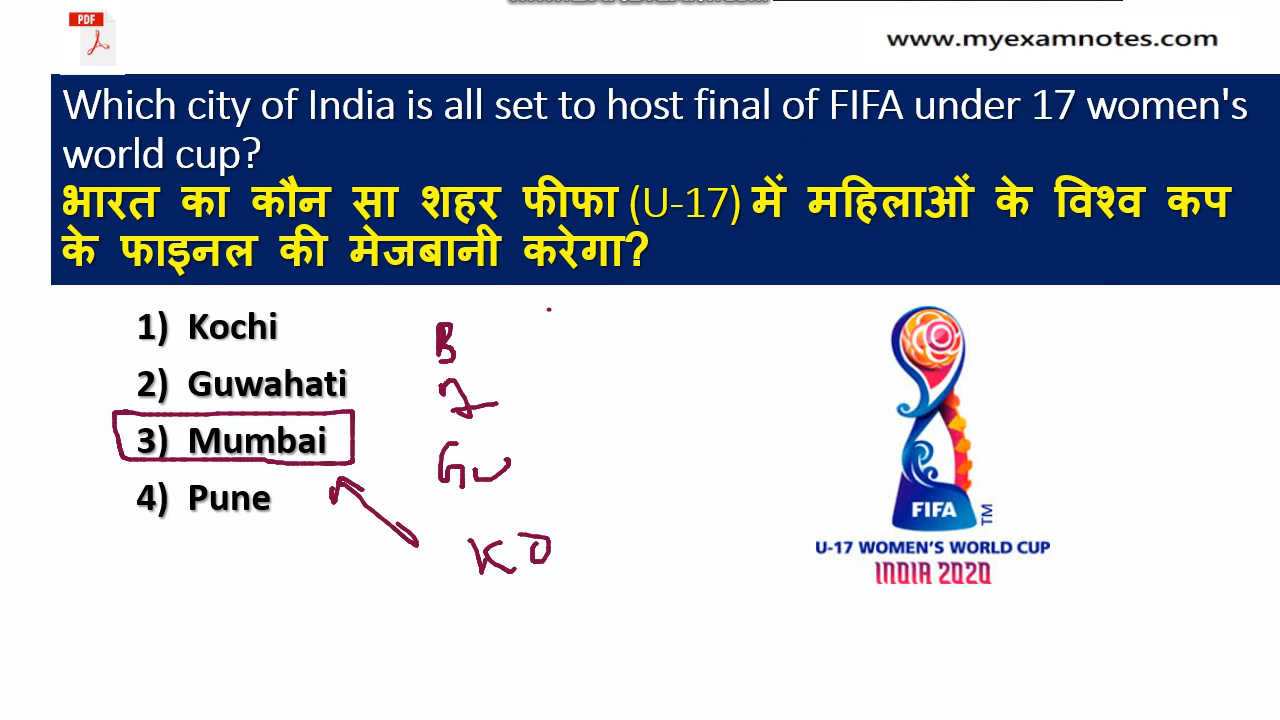 PDF
www.myexamnotes.com
Which city of India is all set to host final of FIFA under 17 women's
world cup?
भारत का कौन सा शहर फीफा (U-17) में महिलाओं के विश्व कप
के फाइनल की मेजबानी करेगा?
1) Kochi
2) Guwahati
3) Mumbai
4) Pune
B
Gu
KO
FIFA
TM
U-17 WOMEN'S WORLD CUP
INDIA 2020